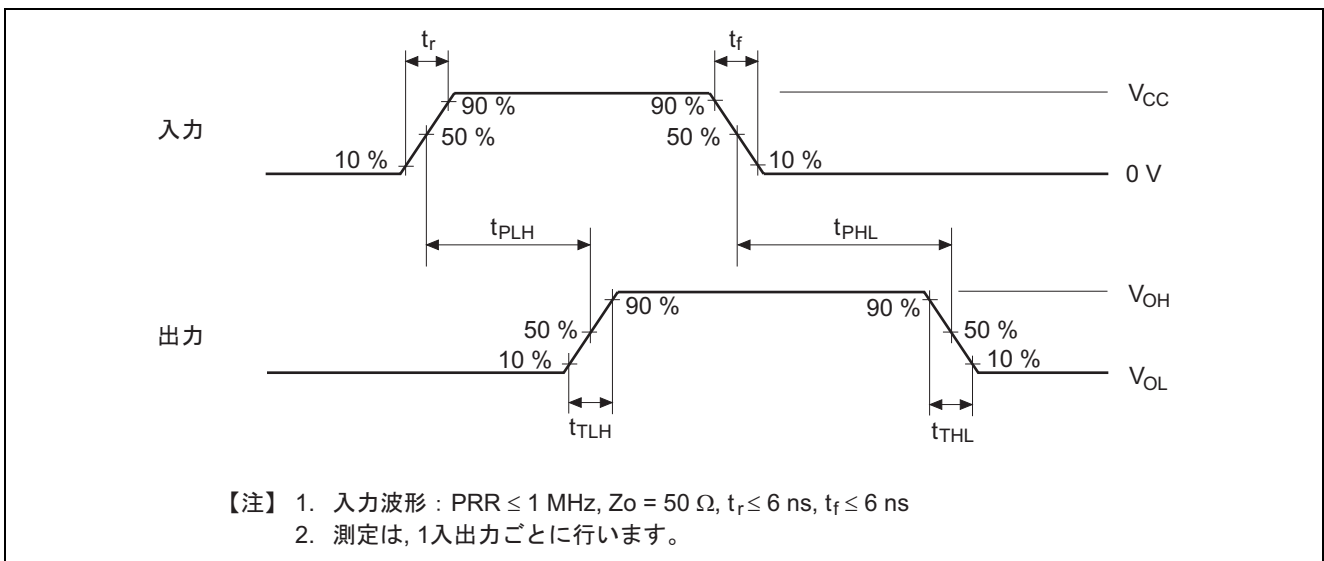 tr tf
90 % 90 % VCC
入力 50 % 50 %
10 % 10 % 0 V
tPLH tPHL
90 % 90 % VOH
出力 50 % 50 %
10 % 10 % VOL
tTLH tTHL
【注】 1. 入力波形：PRR ≤ 1 MHz, Zo = 50 Ω, tr ≤ 6 ns, tf ≤ 6 ns
2. 測定は, 1入出力ごとに行います。